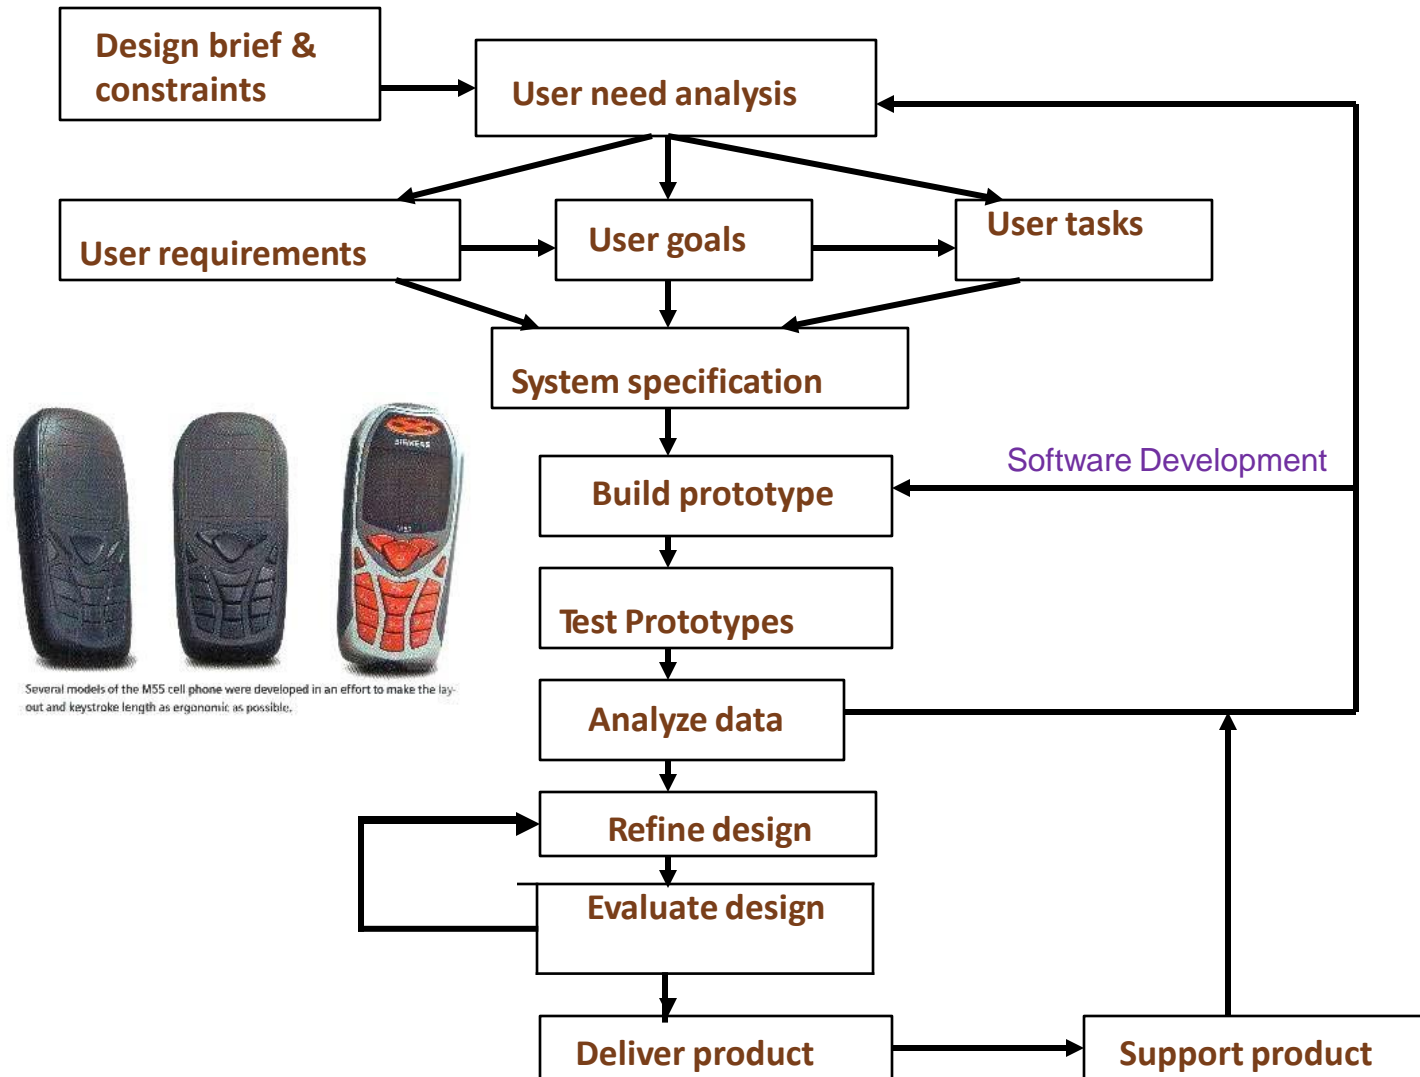 Design brief &
constraints
User need analysis
User requirements
User goals
User tasks
System specification
Software Development
Build prototype
SIEMENS
M55
Test Prototypes
Several models of the M55 cell phone were developed in an effort to make the lay-
out and keystroke length as ergonomic as possible.
Analyze data
Refine design
Evaluate design
Deliver product
Support product